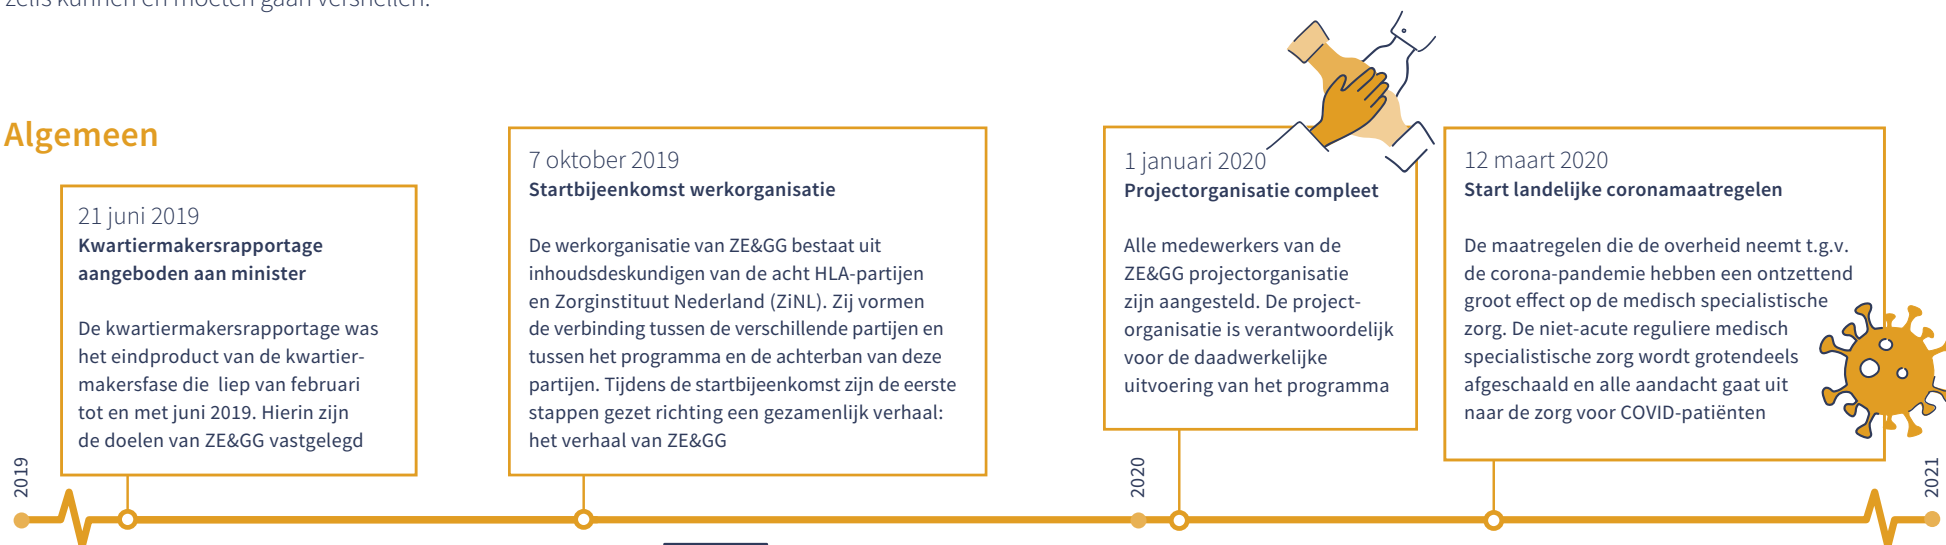 zelfs kunnen en moeten gaan versnellen.
Algemeen
21 juni 2019
Kwartiermakersrapportage
aangeboden aan minister
De kwartiermakersrapportage was
het eindproduct van de kwartier-
makersfase die liep van februari
tot en met juni 2019. Hierin zijn
de doelen van ZE&GG vastgelegd
7 oktober 2019
Startbijeenkomst werkorganisatie
De werkorganisatie van ZE&GG bestaat uit
inhoudsdeskundigen van de acht HLA-partijen
en Zorginstituut Nederland (ZiNL). Zij vormen
de verbinding tussen de verschillende partijen en
tussen het programma en de achterban van deze
partijen. Tijdens de startbijeenkomst zijn de eerste
stappen gezet richting een gezamenlijk verhaal:
het verhaal van ZE&GG
1 januari 2020
Projectorganisatie compleet
Alle medewerkers van de
ZE&GG projectorganisatie
zijn aangesteld. De project-
organisatie is verantwoordelijk
voor de daadwerkelijke
uitvoering van het programma
12 maart 2020
Start landelijke coronamaatregelen
De maatregelen die de overheid neemt t.g.v.
de corona-pandemie hebben een ontzettend
groot effect op de medisch specialistische
zorg. De niet-acute reguliere medisch
specialistische zorg wordt grotendeels
afgeschaald en alle aandacht gaat uit
naar de zorg voor COVID-patiënten
2019
2020
2021